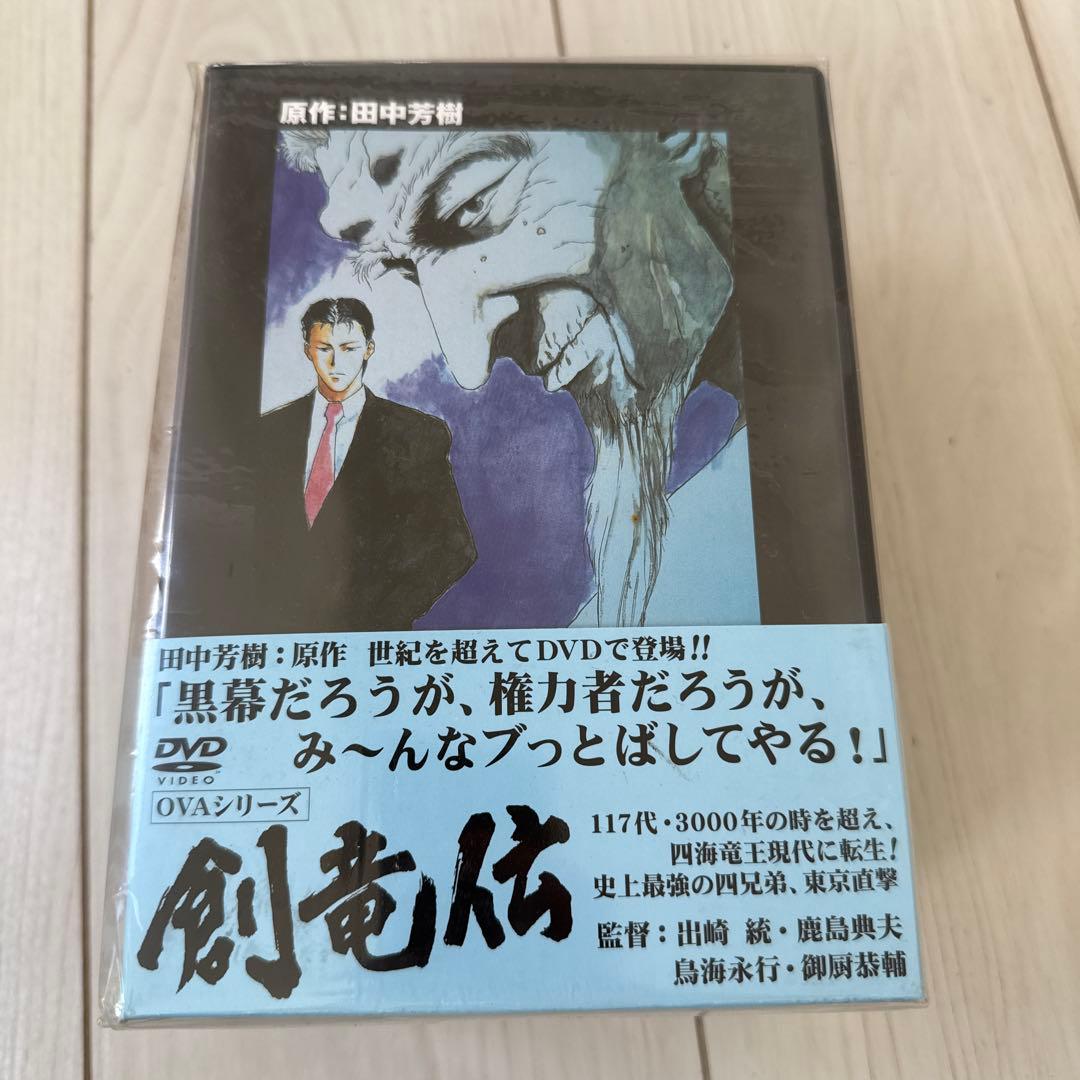 原作:田中芳樹
田中芳樹:原作 世紀を超えてDVDで登場!!
「黒幕だろうが、権力者だろうが、
み〜んなブっとばしてやる!」
DVD
VIDEO
OVAシリーズ
創竜伝
117代・3000年の時を超え、
四海竜王現代に転生!
史上最強の四兄弟、東京直撃
監督:出崎 統・鹿島典夫
鳥海永行・御厨恭輔